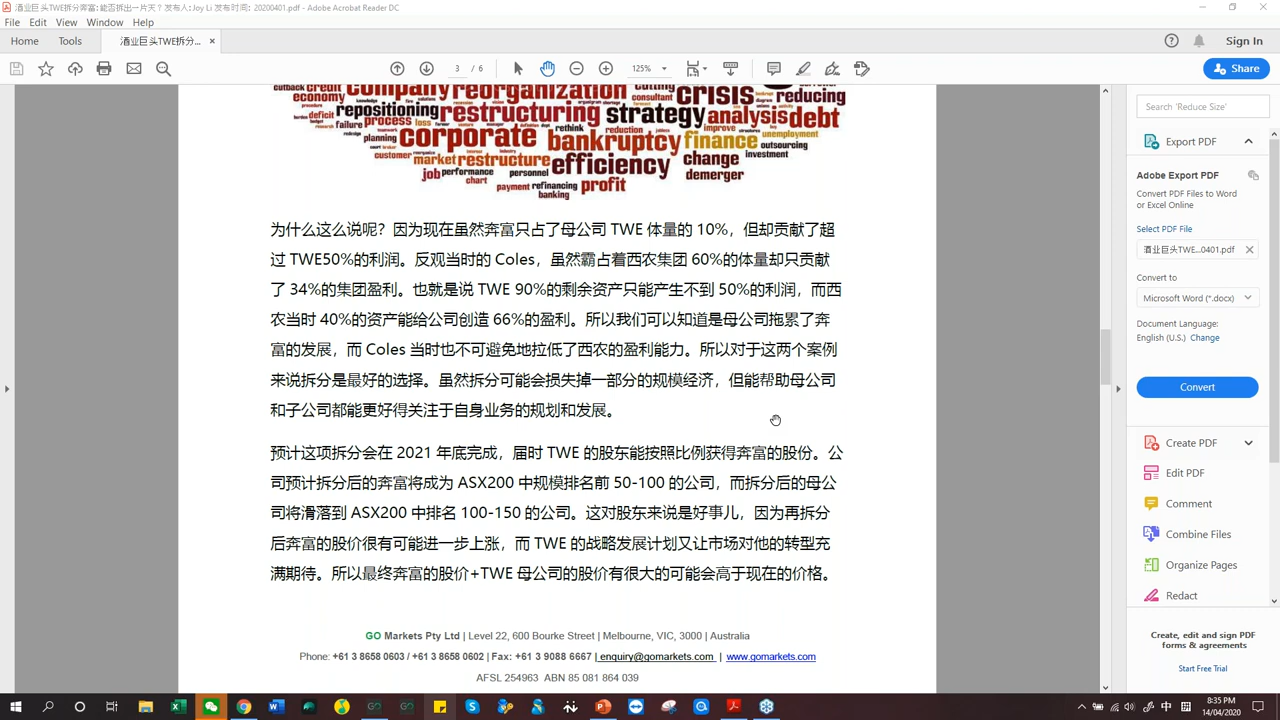 酒业巨头TWE拆分奔富:能否拆出一片天？发布人:Joy Li 发布时间: 20200401.pdf - Adobe Acrobat Reader DC
File Edit View Window Help
Home Tools 酒业巨头TWE拆分... × Sign In
3 / 6 125% Share
cutback credit company reorganization cutting crisis reducing
economy repositioning restructuring consultant strategy analysis debt
deficit failure process loss rethink reduction improve unemployment
planning corporate bankruptcy finance outsourcing
customer market restructure efficiency change investment
job performance personnel demerger
chart payment refinancing profit
banking
为什么这么说呢？因为现在虽然奔富只占了母公司 TWE 体量的 10%，但却贡献了超
过 TWE50%的利润。反观当时的 Coles，虽然霸占着西农集团 60%的体量却只贡献
了 34%的集团盈利。也就是说 TWE 90%的剩余资产只能产生不到 50%的利润，而西
农当时 40%的资产能给公司创造 66%的盈利。所以我们可以知道是母公司拖累了奔
富的发展，而 Coles 当时也不可避免地拉低了西农的盈利能力。所以对于这两个案例
来说拆分是最好的选择。虽然拆分可能会损失掉一部分的规模经济，但能帮助母公司
和子公司都能更好得关注于自身业务的规划和发展。
预计这项拆分会在 2021 年底完成，届时 TWE 的股东能按照比例获得奔富的股份。公
司预计拆分后的奔富将成为 ASX200 中规模排名前 50-100 的公司，而拆分后的母公
司将滑落到 ASX200 中排名 100-150 的公司。这对股东来说是好事儿，因为再拆分
后奔富的股价很有可能进一步上涨，而 TWE 的战略发展计划又让市场对他的转型充
满期待。所以最终奔富的股价+TWE 母公司的股价有很大的可能会高于现在的价格。
GO Markets Pty Ltd | Level 22, 600 Bourke Street | Melbourne, VIC, 3000 | Australia
Phone: +61 3 8658 0603 / +61 3 8658 0602 | Fax: +61 3 9088 6667 | enquiry@gomarkets.com | www.gomarkets.com
AFSL 254963 ABN 85 081 864 039
Search 'Reduce Size'
Export PDF
Adobe Export PDF
Convert PDF Files to Word
or Excel Online
Select PDF File
酒业巨头TWE...0401.pdf ×
Convert to
Microsoft Word (*.docx)
Document Language:
English (U.S.) Change
Convert
Create PDF
Edit PDF
Comment
Combine Files
Organize Pages
Redact
Create, edit and sign PDF
forms & agreements
Start Free Trial
中
8:35 PM
14/04/2020